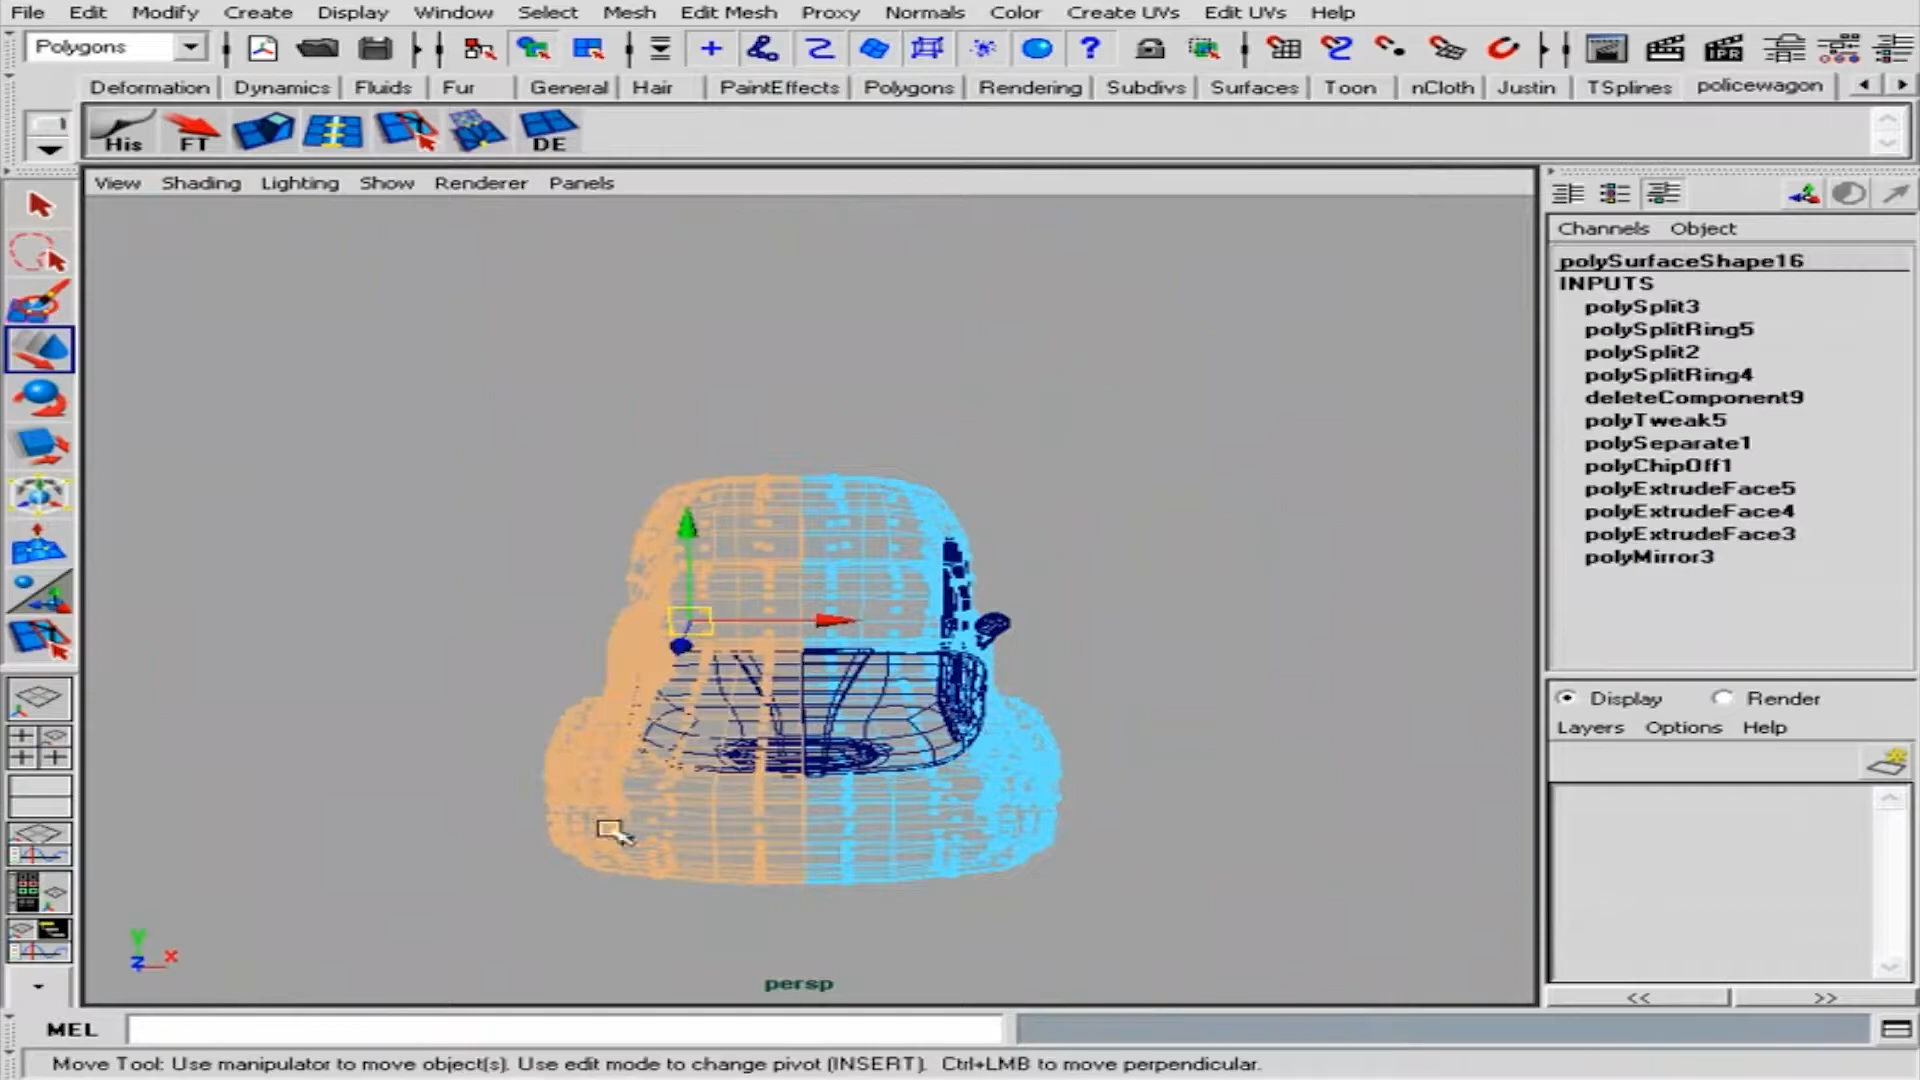 File Edit Modify Create Display Window Select Mesh Edit Mesh Proxy Normals Color Create UVs Edit UVs Help
Polygons
IPR
Deformation Dynamics Fluids Fur General Hair PaintEffects Polygons Rendering Subdivs Surfaces Toon nCloth Justin TSplines policewagon
His FT DE
View Shading Lighting Show Renderer Panels
Channels Object
polySurfaceShape16
INPUTS
polySplit3
polySplitRing5
polySplit2
polySplitRing4
deleteComponent9
polyTweak5
polySeparate1
polyChipOff1
polyExtrudeFace5
polyExtrudeFace4
polyExtrudeFace3
polyMirror3
Display Render
Layers Options Help
Y
Z X
persp
<< >>
MEL
Move Tool: Use manipulator to move object(s). Use edit mode to change pivot (INSERT). Ctrl+LMB to move perpendicular.